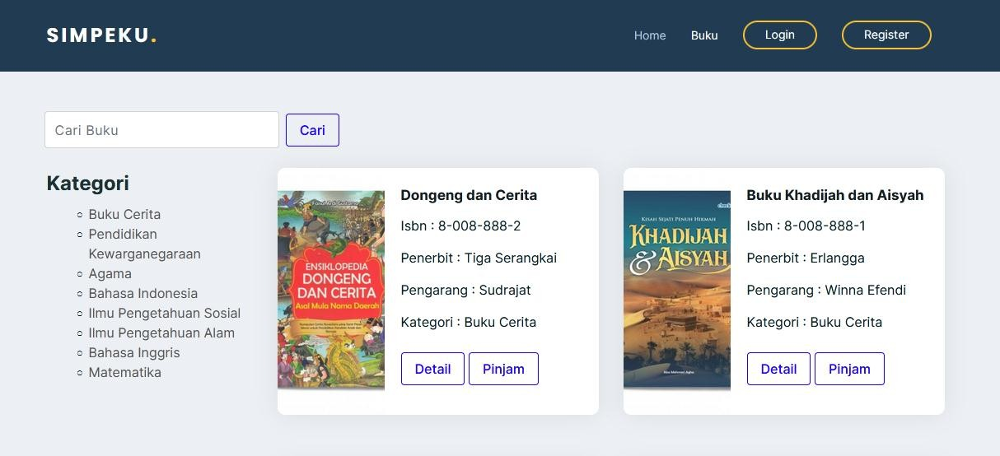 SIMPEKU.
Home
Buku
Login
Register
Cari Buku
Cari
Kategori
Buku Cerita
Pendidikan
Kewarganegaraan
Agama
Bahasa Indonesia
Ilmu Pengetahuan Sosial
Ilmu Pengetahuan Alam
Bahasa Inggris
Matematika
Ardi Gustama
ENSIKLOPEDIA
DONGENG
DAN CERITA
Asal Mula Nama Daerah
Dongeng dan Cerita
Isbn : 8-008-888-2
Penerbit : Tiga Serangkai
Pengarang : Sudrajat
Kategori : Buku Cerita
Detail
Pinjam
KISAH SEJATI PENUH HIKMAH
KHADIJAH
& AISYAH
Buku Khadijah dan Aisyah
Isbn : 8-008-888-1
Penerbit : Erlangga
Pengarang : Winna Efendi
Kategori : Buku Cerita
Detail
Pinjam